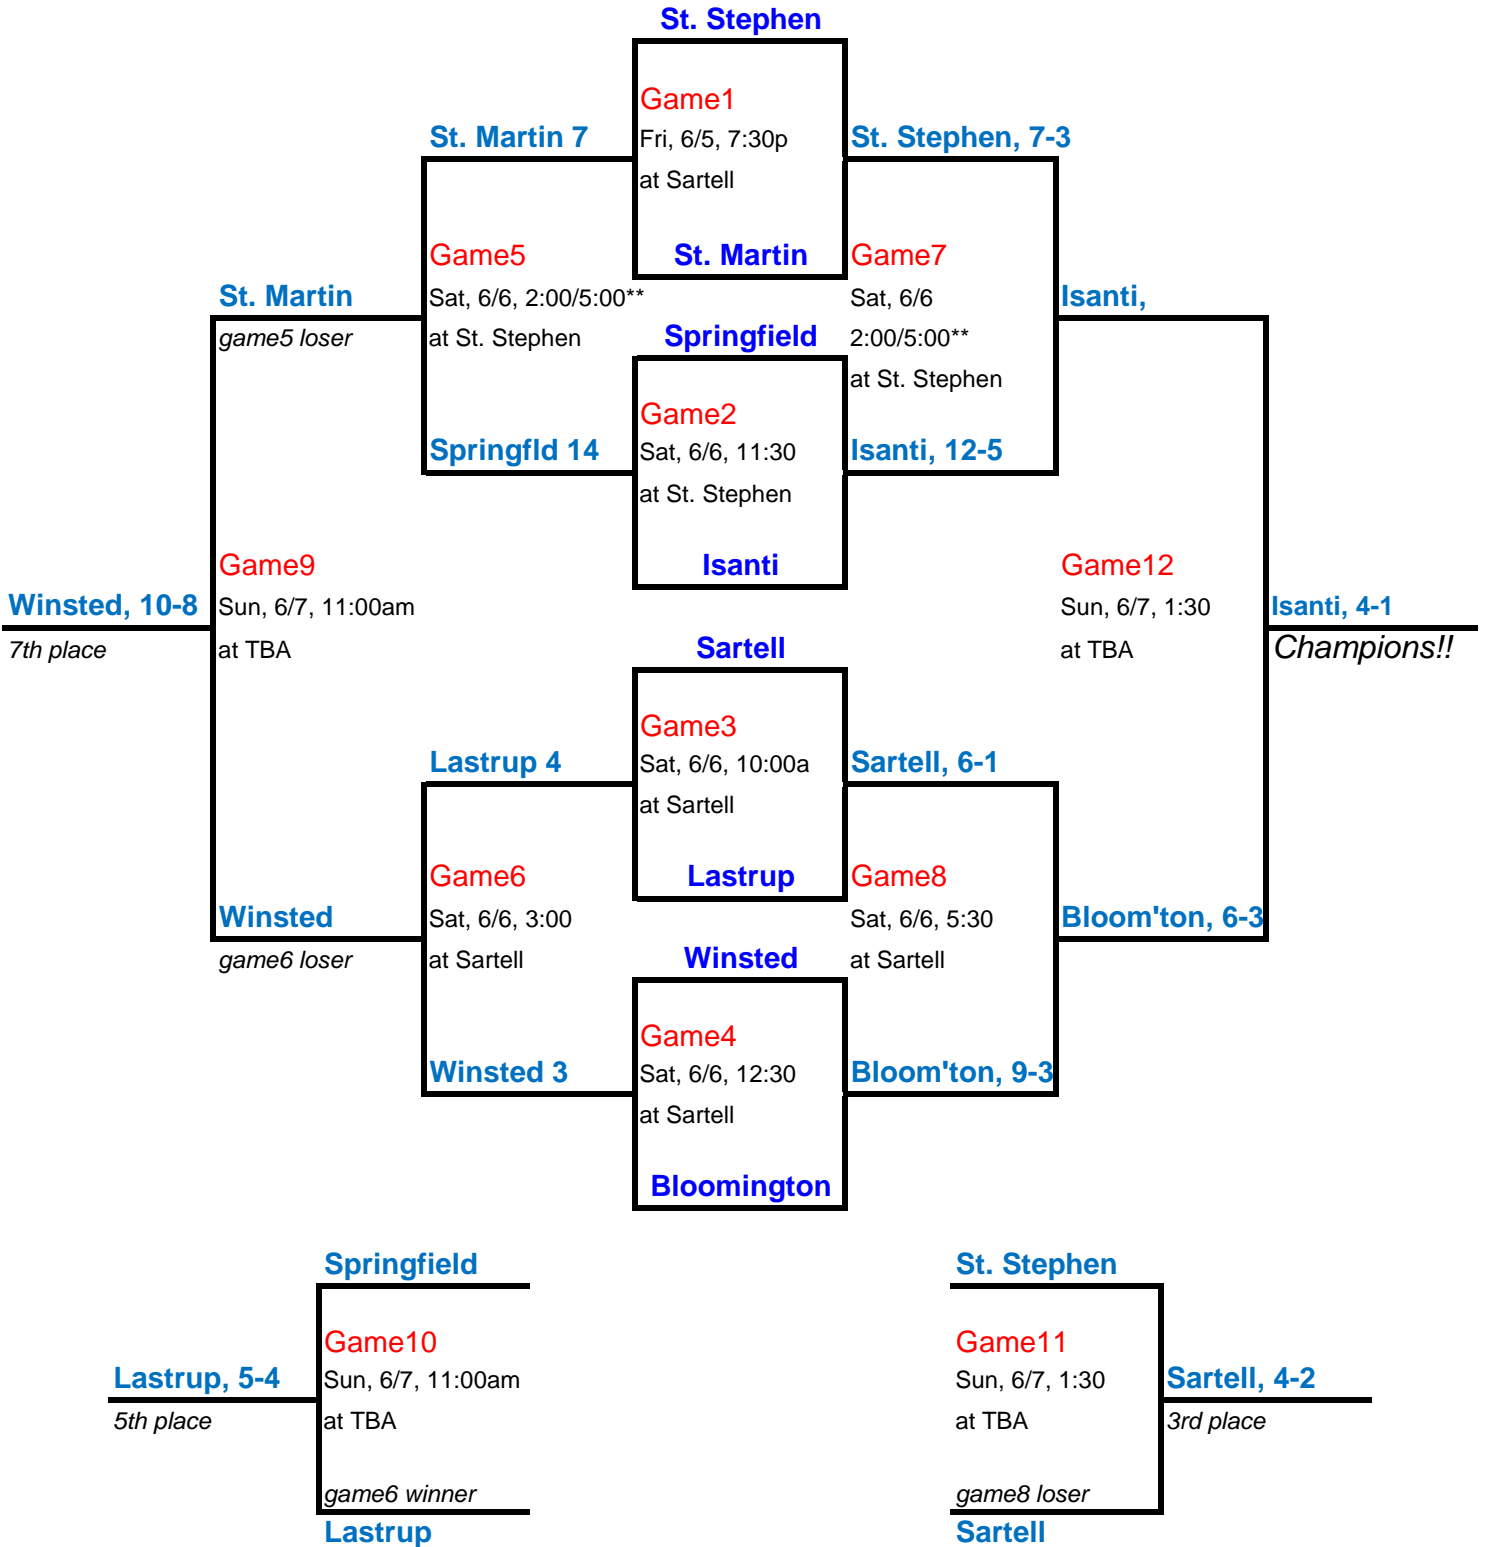 St. Stephen
Game1
St. Martin 7
Fri, 6/5, 7:30p
St. Stephen, 7-3
at Sartell
Game5
St. Martin
Game7
St. Martin
Sat, 6/6, 2:00/5:00**
Sat, 6/6
Isanti,
game5 loser
at St. Stephen
Springfield
2:00/5:00**
at St. Stephen
Game2
Springfld 14
Sat, 6/6, 11:30
Isanti, 12-5
at St. Stephen
Game9
Isanti
Game12
Winsted, 10-8
Sun, 6/7, 11:00am
Sun, 6/7, 1:30
Isanti, 4-1
7th place
at TBA
Sartell
at TBA
Champions!!
Game3
Lastrup 4
Sat, 6/6, 10:00a
Sartell, 6-1
at Sartell
Game6
Lastrup
Game8
Winsted
Sat, 6/6, 3:00
Sat, 6/6, 5:30
Bloom'ton, 6-3
game6 loser
at Sartell
Winsted
at Sartell
Game4
Winsted 3
Sat, 6/6, 12:30
Bloom'ton, 9-3
at Sartell
Bloomington
Springfield
St. Stephen
Game10
Game11
Lastrup, 5-4
Sun, 6/7, 11:00am
Sun, 6/7, 1:30
Sartell, 4-2
5th place
at TBA
at TBA
3rd place
game6 winner
game8 loser
Lastrup
Sartell